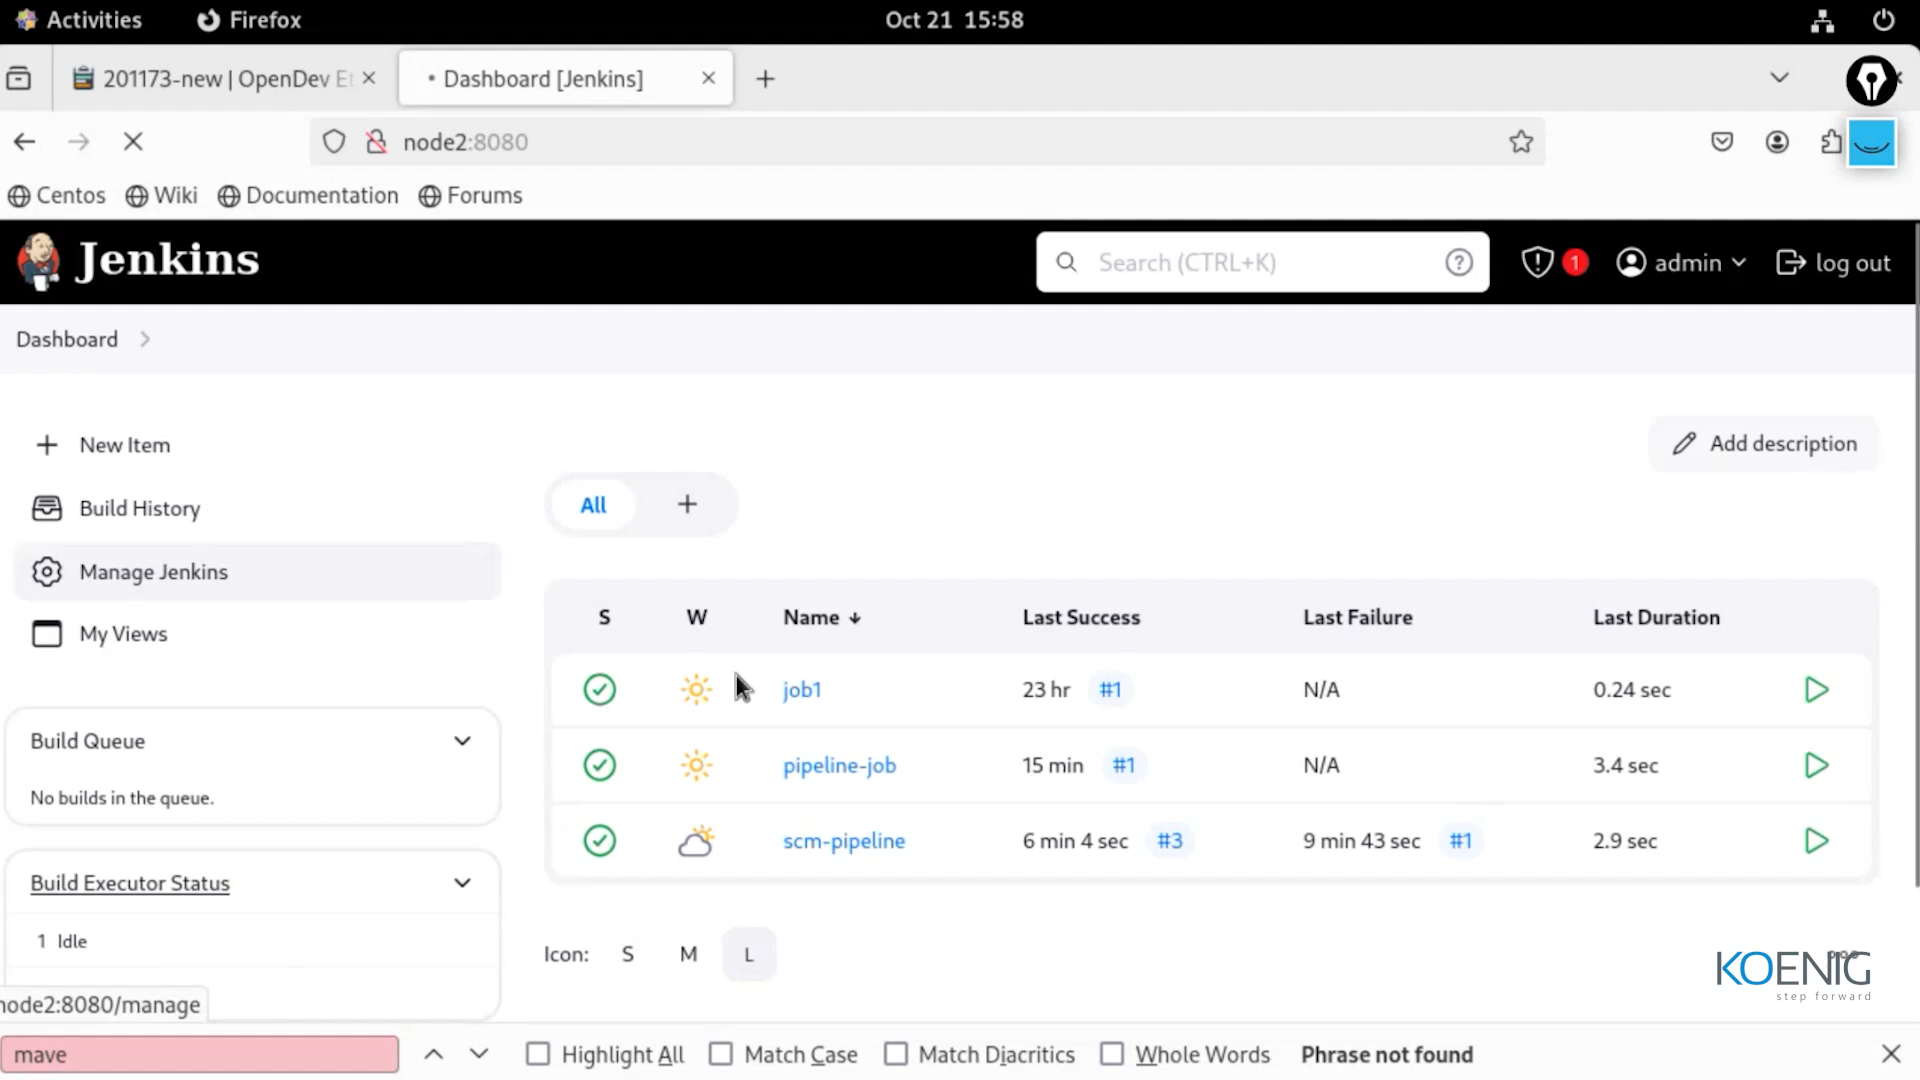 Activities Firefox Oct 21 15:58
201173-new | OpenDev Et Dashboard [Jenkins]
node2:8080
Centos Wiki Documentation Forums
Jenkins Search (CTRL+K) 1 admin log out
Dashboard
New Item
Add description
Build History
All +
Manage Jenkins
My Views
S W Name Last Success Last Failure Last Duration
job1 23 hr #1 N/A 0.24 sec
pipeline-job 15 min #1 N/A 3.4 sec
scm-pipeline 6 min 4 sec #3 9 min 43 sec #1 2.9 sec
Build Queue
No builds in the queue.
Build Executor Status
1 Idle
Icon: S M L
KOENIG
step forward
node2:8080/manage
mave Highlight All Match Case Match Diacritics Whole Words Phrase not found